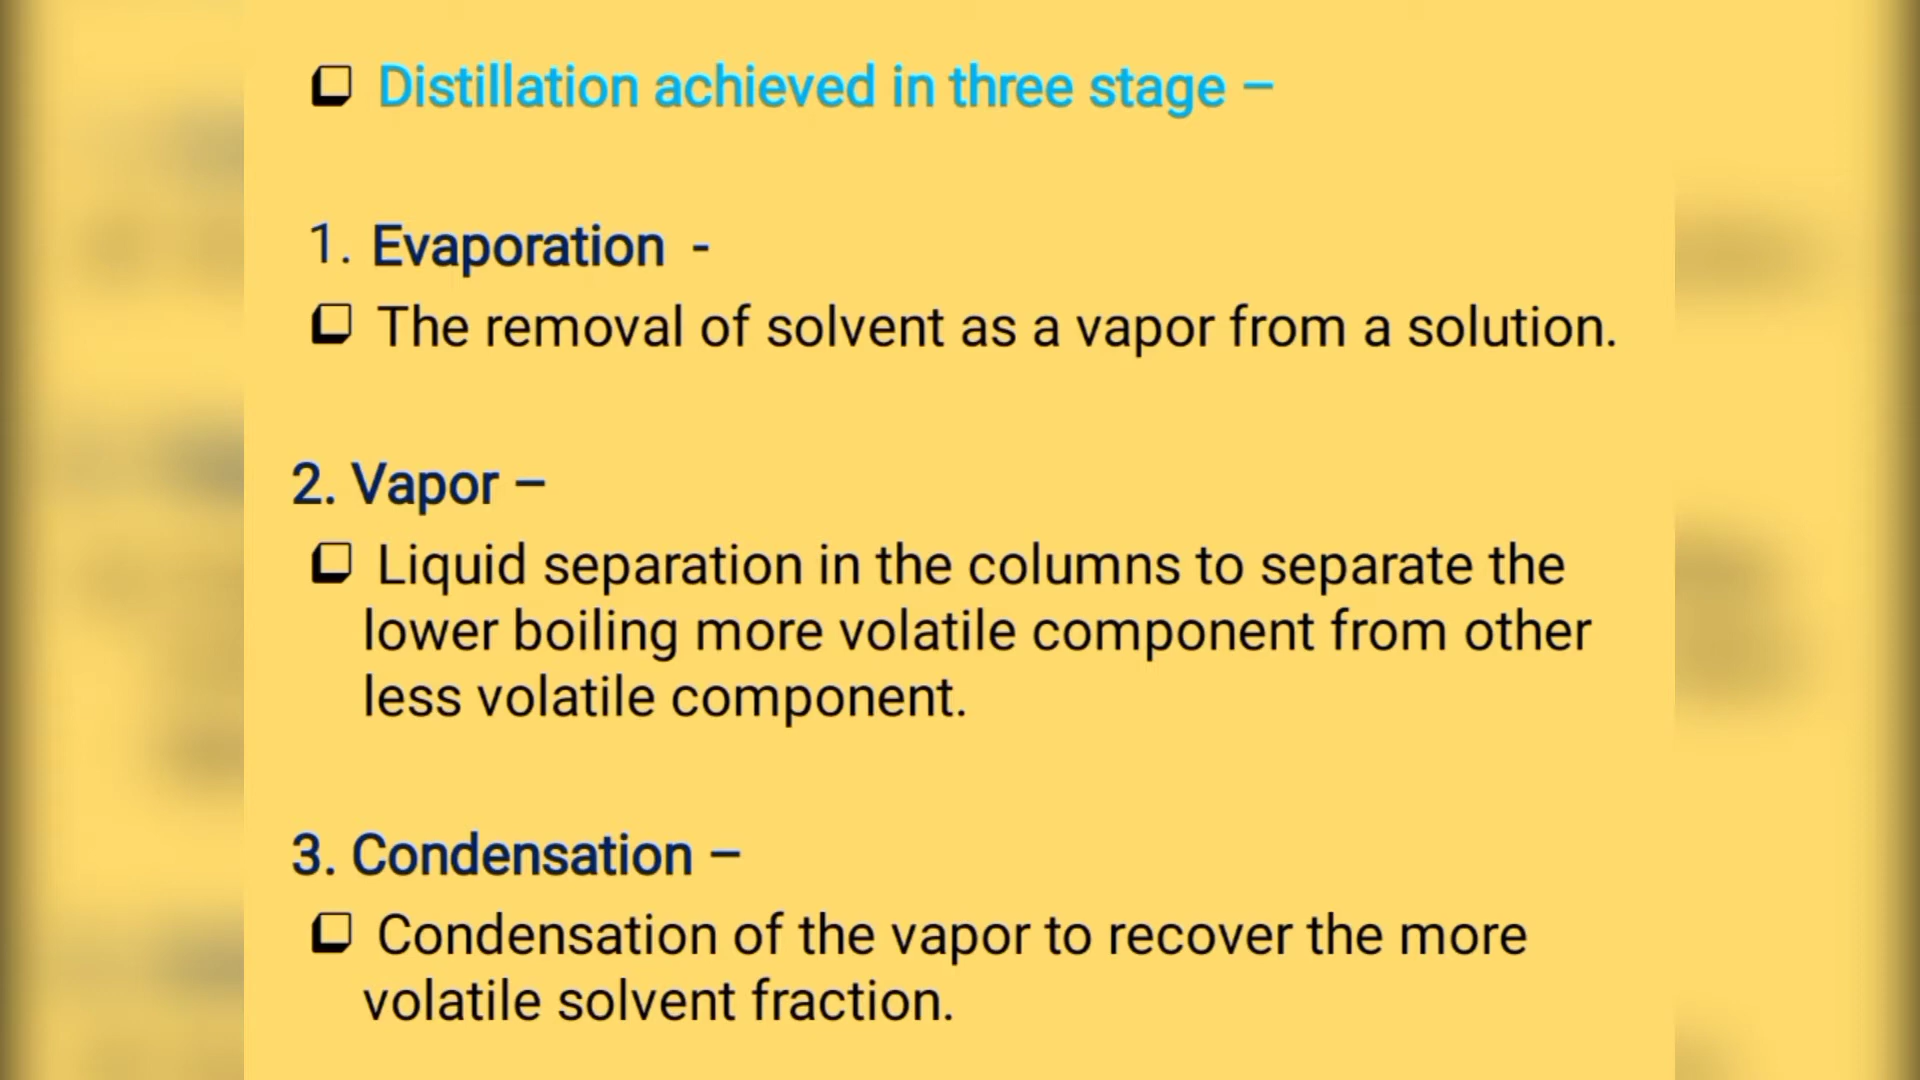 ❑ Distillation achieved in three stage –
1. Evaporation -
❑ The removal of solvent as a vapor from a solution.
2. Vapor –
❑ Liquid separation in the columns to separate the
lower boiling more volatile component from other
less volatile component.
3. Condensation –
❑ Condensation of the vapor to recover the more
volatile solvent fraction.